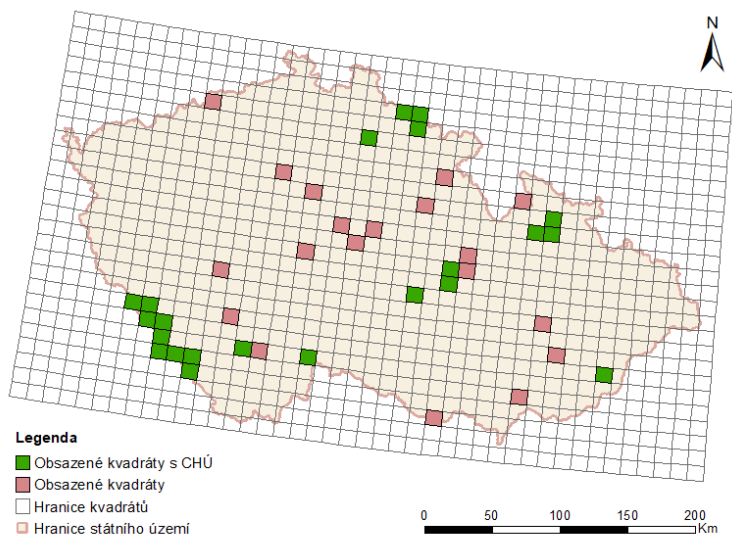 N
Legenda
Obsazené kvadráty s CHÚ
Obsazené kvadráty
Hranice kvadrátů
Hranice státního území
0 50 100 150 200
Km